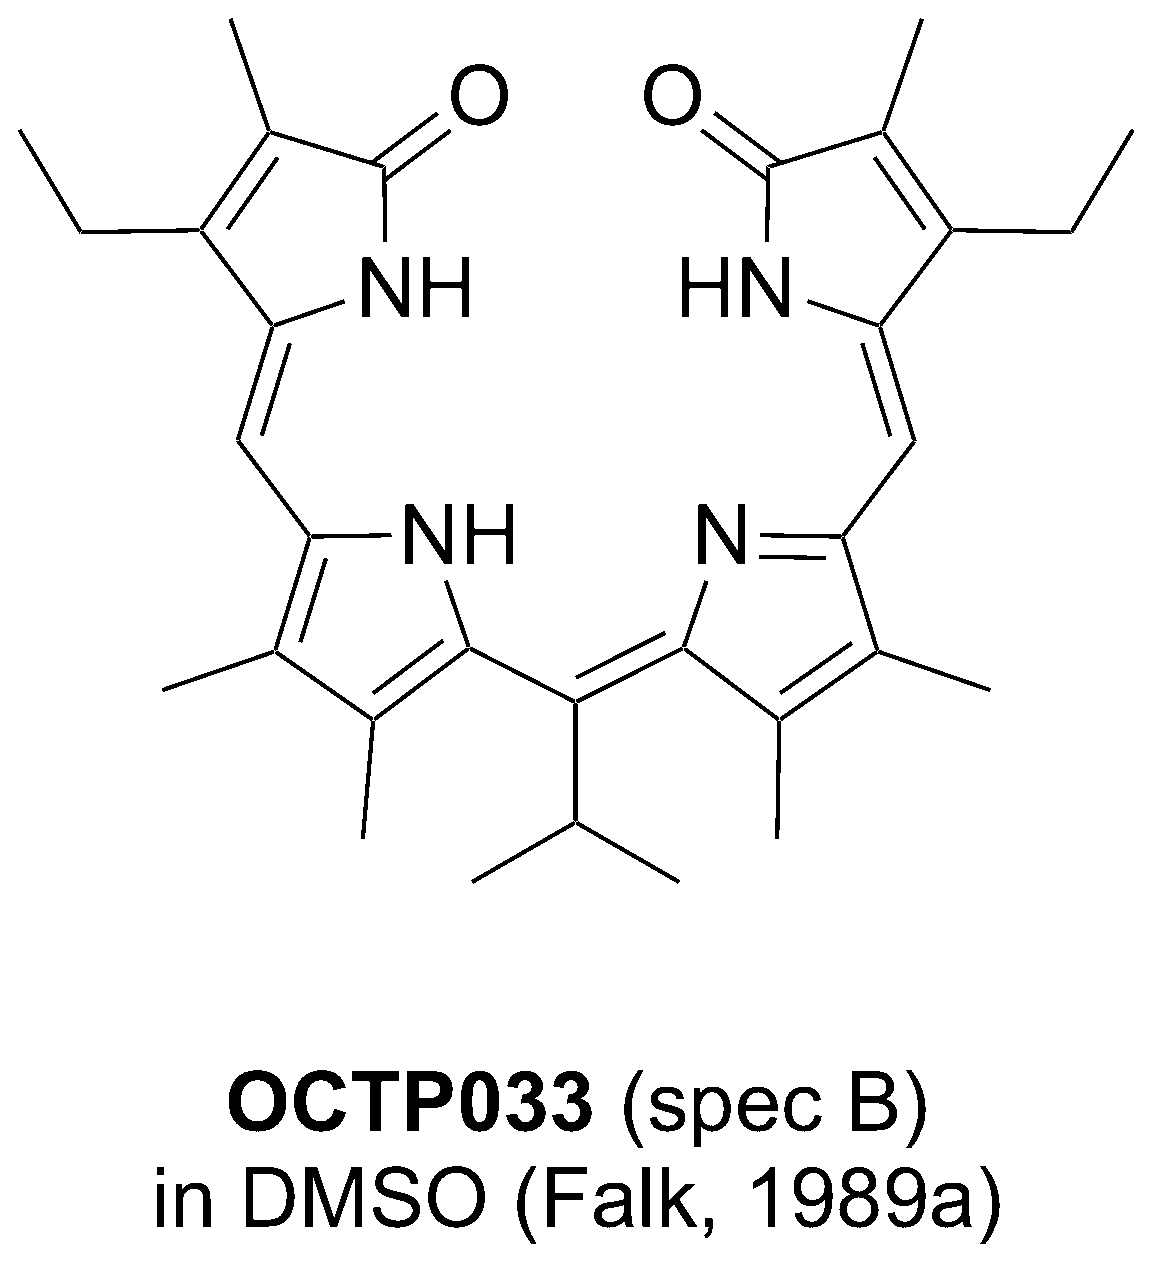 O O
NH HN
NH N
OCTP033 (spec B)
in DMSO (Falk, 1989a)